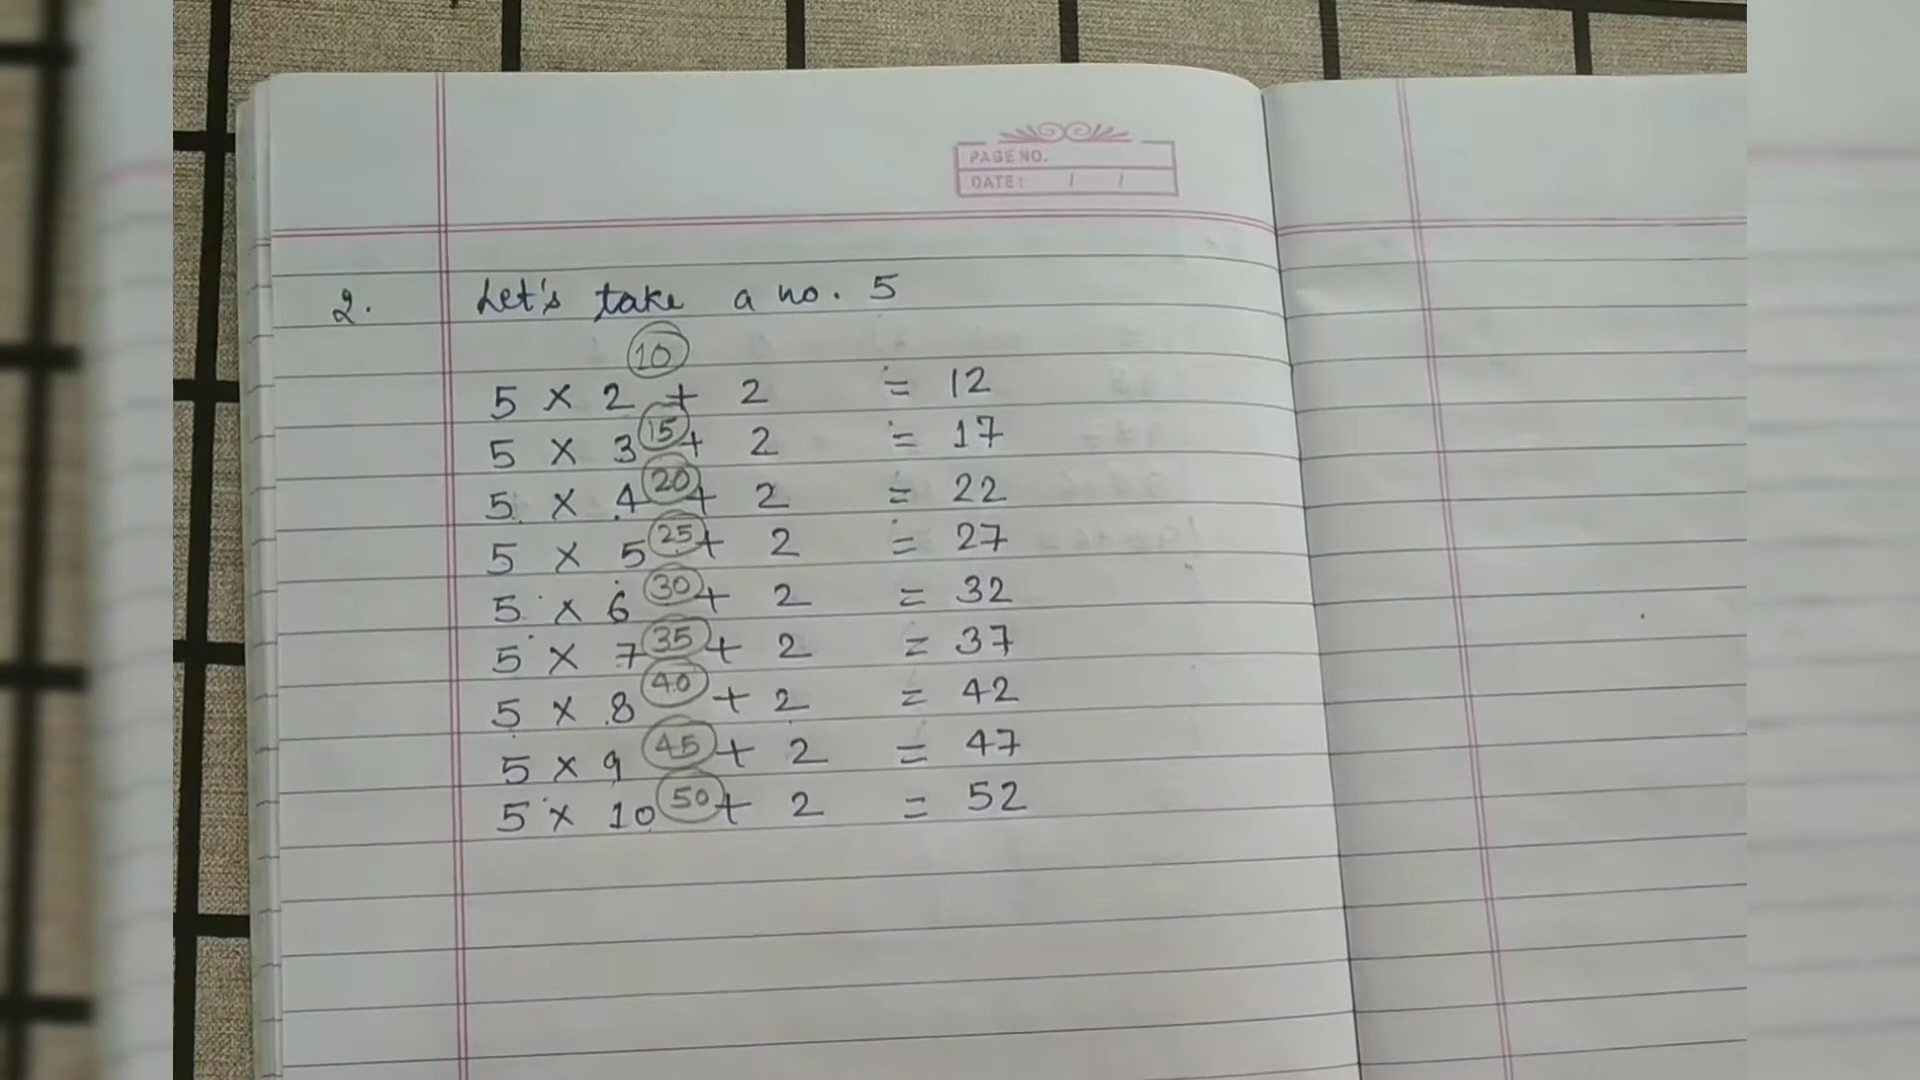 PAGE NO.
DATE: / /
2. Let's take a no. 5
10
5 × 2 + 2 = 12
5 × 3 15 + 2 = 17
5 × 4 20 + 2 = 22
5 × 5 25 + 2 = 27
5 × 6 30 + 2 = 32
5 × 7 35 + 2 = 37
5 × 8 40 + 2 = 42
5 × 9 45 + 2 = 47
5 × 10 50 + 2 = 52